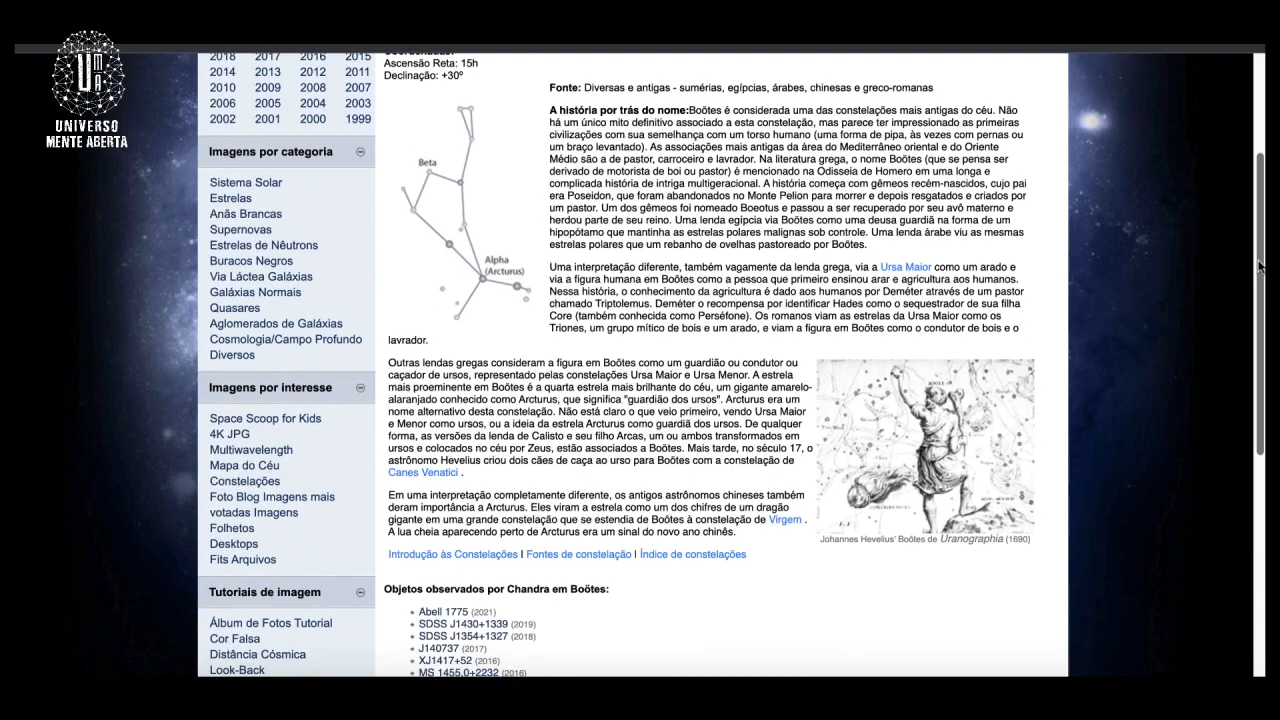 UMA
UNIVERSO
MENTE ABERTA
2018 2017 2016 2015
2014 2013 2012 2011
2010 2009 2008 2007
2006 2005 2004 2003
2002 2001 2000 1999
Imagens por categoria
Sistema Solar
Estrelas
Anãs Brancas
Supernovas
Estrelas de Nêutrons
Buracos Negros
Via Láctea Galáxias
Galáxias Normais
Quasares
Aglomerados de Galáxias
Cosmologia/Campo Profundo
Diversos
Imagens por interesse
Space Scoop for Kids
4K JPG
Multiwavelength
Mapa do Céu
Constelações
Foto Blog Imagens mais
votadas Imagens
Folhetos
Desktops
Fits Arquivos
Tutoriais de imagem
Álbum de Fotos Tutorial
Cor Falsa
Distância Cósmica
Look-Back
Coordenadas:
Ascensão Reta: 15h
Declinação: +30º
Beta
Alpha
(Arcturus)
Fonte: Diversas e antigas - sumérias, egípcias, árabes, chinesas e greco-romanas
A história por trás do nome:Boötes é considerada uma das constelações mais antigas do céu. Não
há um único mito definitivo associado a esta constelação, mas parece ter impressionado as primeiras
civilizações com sua semelhança com um torso humano (uma forma de pipa, às vezes com pernas ou
um braço levantado). As associações mais antigas da área do Mediterrâneo oriental e do Oriente
Médio são a de pastor, carroceiro e lavrador. Na literatura grega, o nome Boötes (que se pensa ser
derivado de motorista de boi ou pastor) é mencionado na Odisseia de Homero em uma longa e
complicada história de intriga multigeracional. A história começa com gêmeos recém-nascidos, cujo pai
era Poseidon, que foram abandonados no Monte Pelion para morrer e depois resgatados e criados por
um pastor. Um dos gêmeos foi nomeado Boeotus e passou a ser recuperado por seu avô materno e
herdou parte de seu reino. Uma lenda egípcia via Boötes como uma deusa guardiã na forma de um
hipopótamo que mantinha as estrelas polares malignas sob controle. Uma lenda árabe viu as mesmas
estrelas polares que um rebanho de ovelhas pastoreado por Boötes.
Uma interpretação diferente, também vagamente da lenda grega, via a Ursa Maior como um arado e
via a figura humana em Boötes como a pessoa que primeiro ensinou arar e agricultura aos humanos.
Nessa história, o conhecimento da agricultura é dado aos humanos por Deméter através de um pastor
chamado Triptolemus. Deméter o recompensa por identificar Hades como o sequestrador de sua filha
Core (também conhecida como Perséfone). Os romanos viam as estrelas da Ursa Maior como os
Triones, um grupo mítico de bois e um arado, e viam a figura em Boötes como o condutor de bois e o
lavrador.
Outras lendas gregas consideram a figura em Boötes como um guardião ou condutor ou
caçador de ursos, representado pelas constelações Ursa Maior e Ursa Menor. A estrela
mais proeminente em Boötes é a quarta estrela mais brilhante do céu, um gigante amarelo-
alaranjado conhecido como Arcturus, que significa "guardião dos ursos". Arcturus era um
nome alternativo desta constelação. Não está claro o que veio primeiro, vendo Ursa Maior
e Menor como ursos, ou a ideia da estrela Arcturus como guardiã dos ursos. De qualquer
forma, as versões da lenda de Calisto e seu filho Arcas, um ou ambos transformados em
ursos e colocados no céu por Zeus, estão associados a Boötes. Mais tarde, no século 17, o
astrônomo Hevelius criou dois cães de caça ao urso para Boötes com a constelação de
Canes Venatici .
Em uma interpretação completamente diferente, os antigos astrônomos chineses também
deram importância a Arcturus. Eles viram a estrela como um dos chifres de um dragão
gigante em uma grande constelação que se estendia de Boötes à constelação de Virgem .
A lua cheia aparecendo perto de Arcturus era um sinal do novo ano chinês.
Johannes Hevelius' Boötes de Uranographia (1690)
Introdução às Constelações | Fontes de constelação | Índice de constelações
Objetos observados por Chandra em Boötes:
Abell 1775 (2021)
SDSS J1430+1339 (2019)
SDSS J1354+1327 (2018)
J140737 (2017)
XJ1417+52 (2016)
MS 1455.0+2232 (2016)